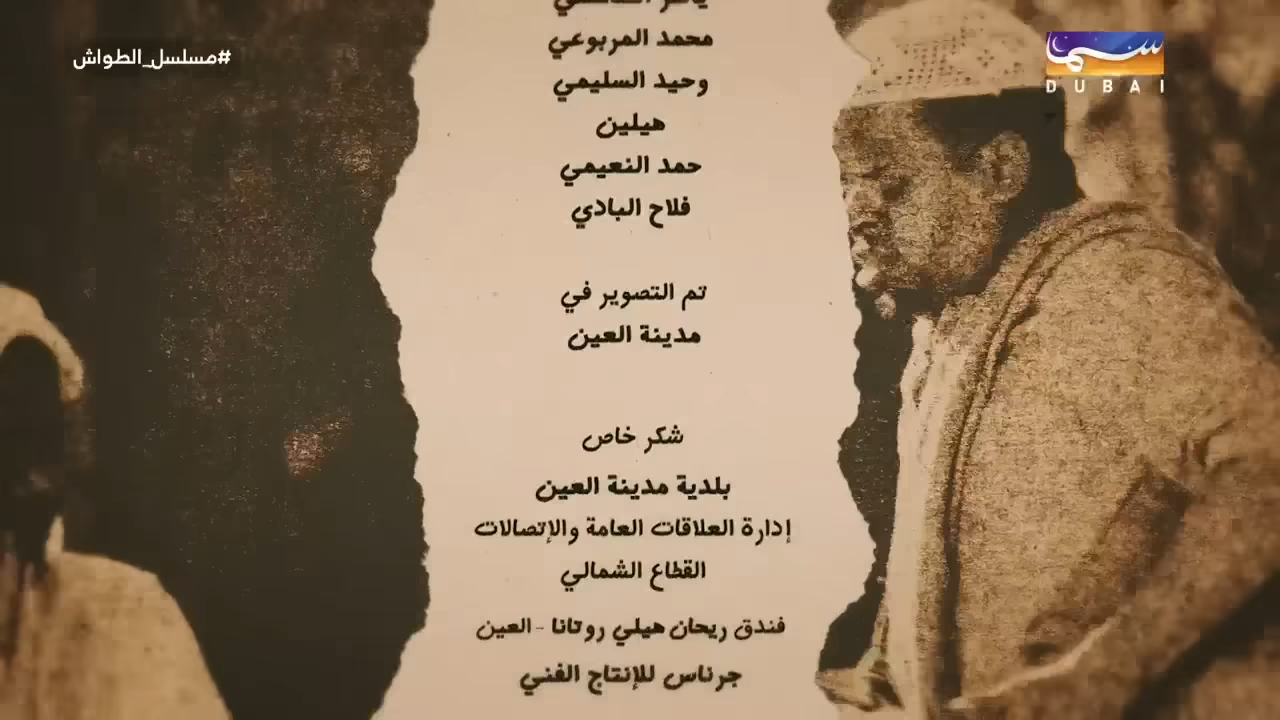 #مسلسل_الطواش
سما
DUBAI
محمد المربوعي
وحيد السليمي
هيلين
حمد النعيمي
فلاح البادي
تم التصوير في
مدينة العين
شكر خاص
بلدية مدينة العين
إدارة العلاقات العامة والإتصالات
القطاع الشمالي
فندق ريحان هيلي روتانا - العين
جرناس للإنتاج الفني